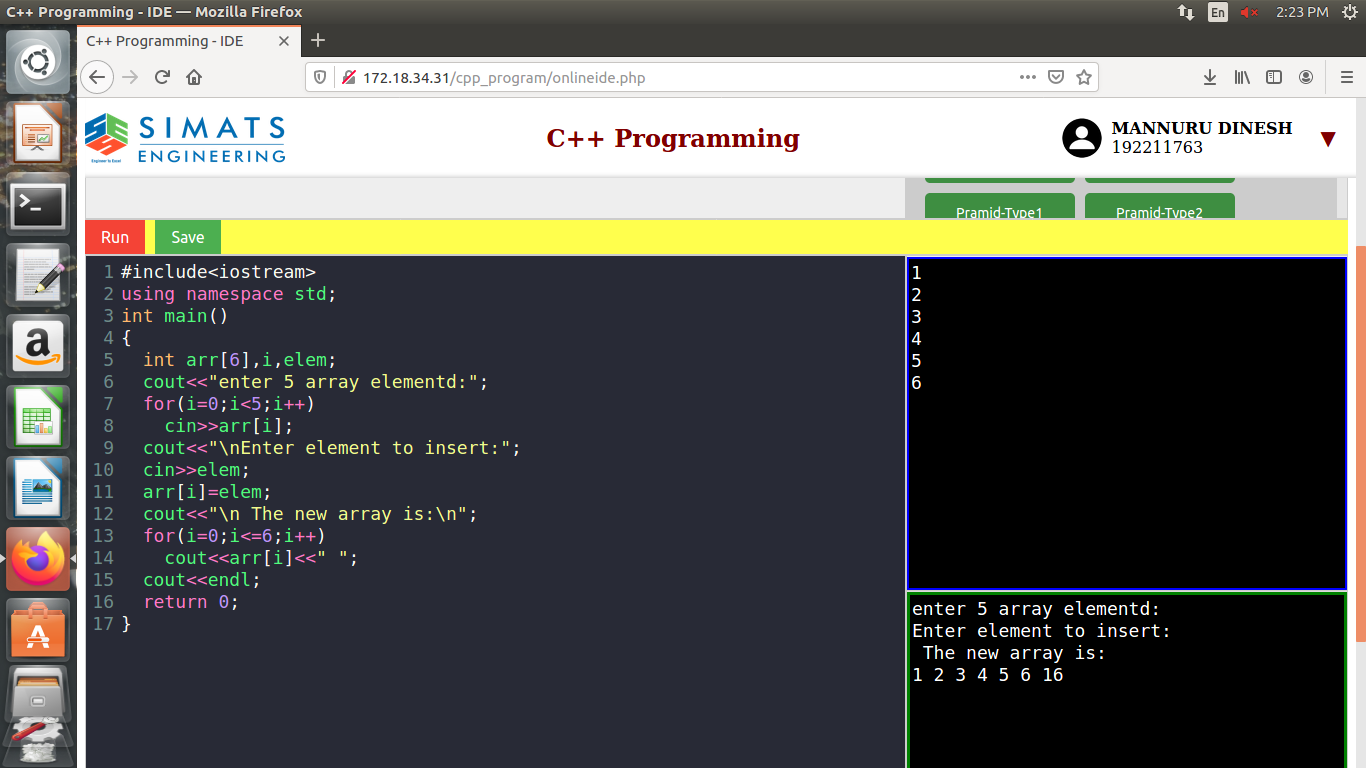 C++ Programming - IDE — Mozilla Firefox
En
2:23 PM
C++ Programming - IDE
172.18.34.31/cpp_program/onlineide.php
SIMATS
ENGINEERING
Engineer to Excel
C++ Programming
MANNURU DINESH
192211763
Pramid-Type1
Pramid-Type2
Run
Save
1 #include<iostream>
2 using namespace std;
3 int main()
4 {
5 int arr[6],i,elem;
6 cout<<"enter 5 array elementd:";
7 for(i=0;i<5;i++)
8 cin>>arr[i];
9 cout<<"\nEnter element to insert:";
10 cin>>elem;
11 arr[i]=elem;
12 cout<<"\n The new array is:\n";
13 for(i=0;i<=6;i++)
14 cout<<arr[i]<<" ";
15 cout<<endl;
16 return 0;
17 }
1
2
3
4
5
6
enter 5 array elementd:
Enter element to insert:
The new array is:
1 2 3 4 5 6 16